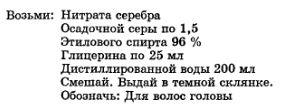 Возьми: Нитрата серебра
Осадочной серы по 1,5
Этилового спирта 96 %
Глицерина по 25 мл
Дистиллированной воды 200 мл
Смешай. Выдай в темной склянке.
Обозначь: Для волос головы